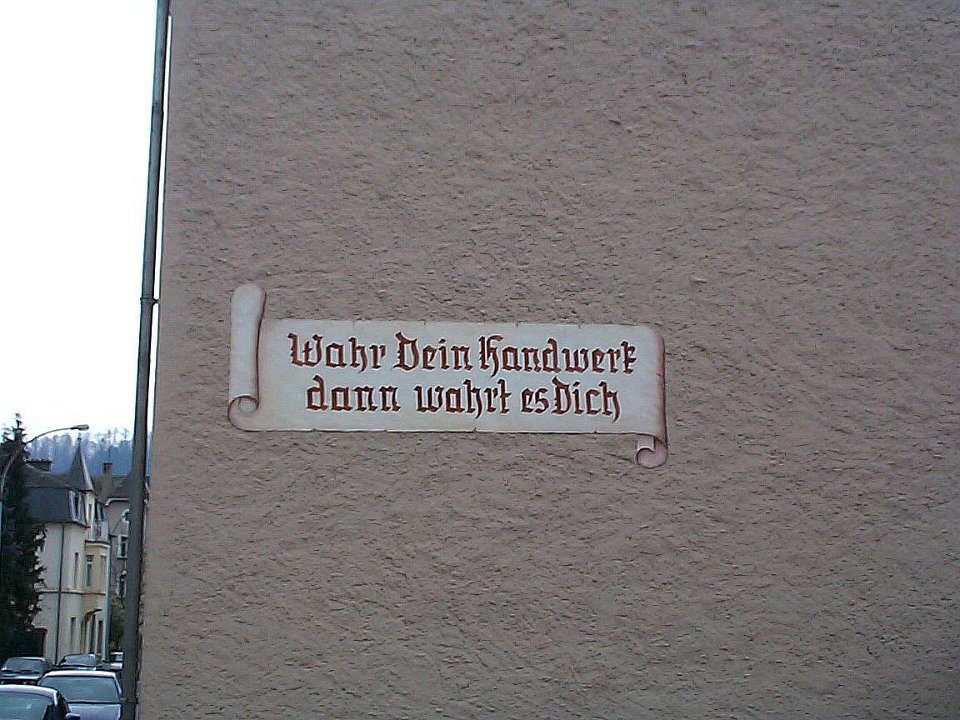 Wahr Dein Handwerk
dann wahrt es Dich